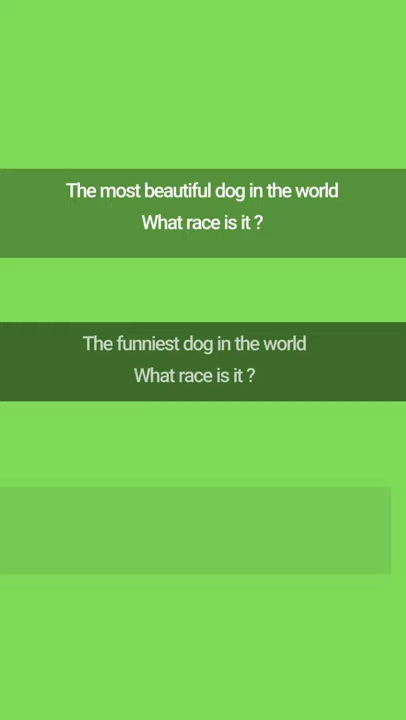 The most beautiful dog in the world
What race is it ?
The funniest dog in the world
What race is it ?